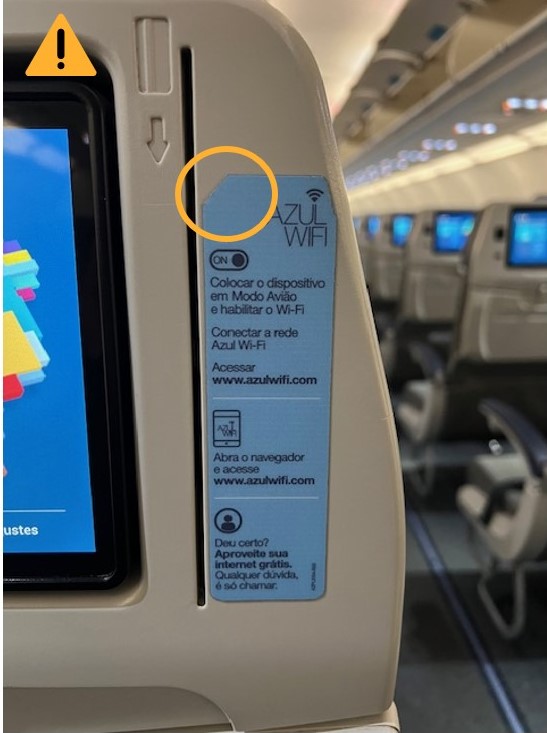 AZUL
WIFI
ON
Colocar o dispositivo
em Modo Avião
e habilitar o Wi-Fi
Conectar a rede
Azul Wi-Fi
Acessar
www.azulwifi.com
AZUL
WIFI
Abra o navegador
e acesse
www.azulwifi.com
ustes
Deu certo?
Aproveite sua
internet grátis.
Qualquer dúvida,
é só chamar.